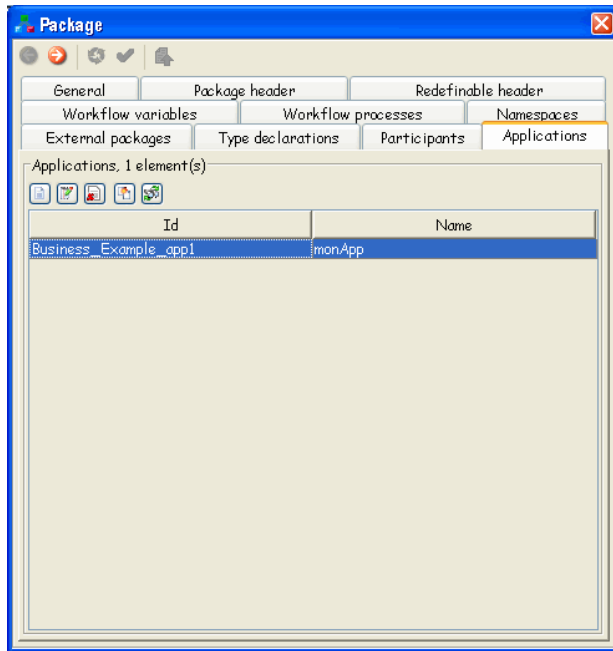 Package
General Package header Redefinable header
Workflow variables Workflow processes Namespaces
External packages Type declarations Participants Applications
Applications, 1 element(s)
Id Name
Business_Example_app1 monApp